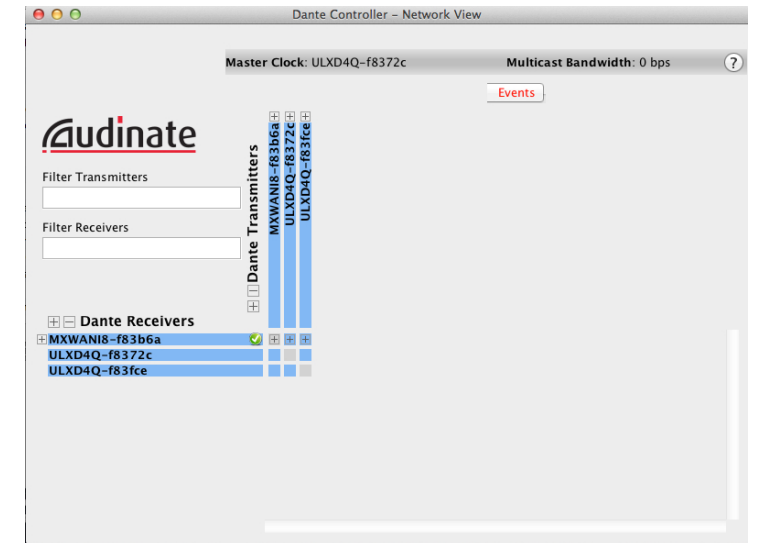 Dante Controller – Network View
Master Clock: ULXD4Q-f8372c
Multicast Bandwidth: 0 bps
?
Events
Audinate
Filter Transmitters
Filter Receivers
Dante Transmitters
MXWANI8-f83b6a
ULXD4Q-f8372c
ULXD4Q-f83fce
Dante Receivers
MXWANI8-f83b6a
ULXD4Q-f8372c
ULXD4Q-f83fce